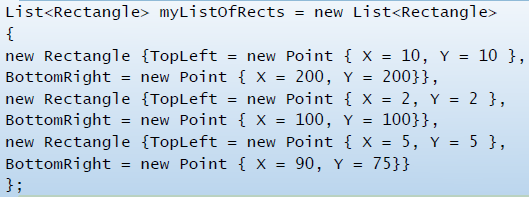 List<Rectangle> myListOfRects = new List<Rectangle>
{
new Rectangle {TopLeft = new Point { X = 10, Y = 10 },
BottomRight = new Point { X = 200, Y = 200}},
new Rectangle {TopLeft = new Point { X = 2, Y = 2 },
BottomRight = new Point { X = 100, Y = 100}},
new Rectangle {TopLeft = new Point { X = 5, Y = 5 },
BottomRight = new Point { X = 90, Y = 75}}
};